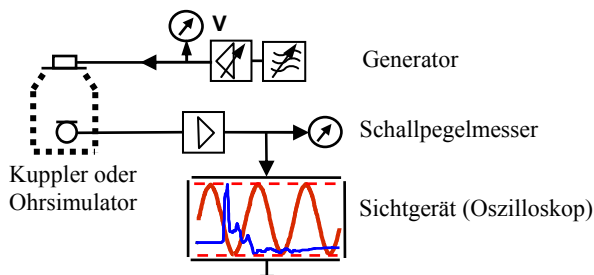 V
Generator
Schallpegelmesser
Kuppler oder
Ohrsimulator
Sichtgerät (Oszilloskop)